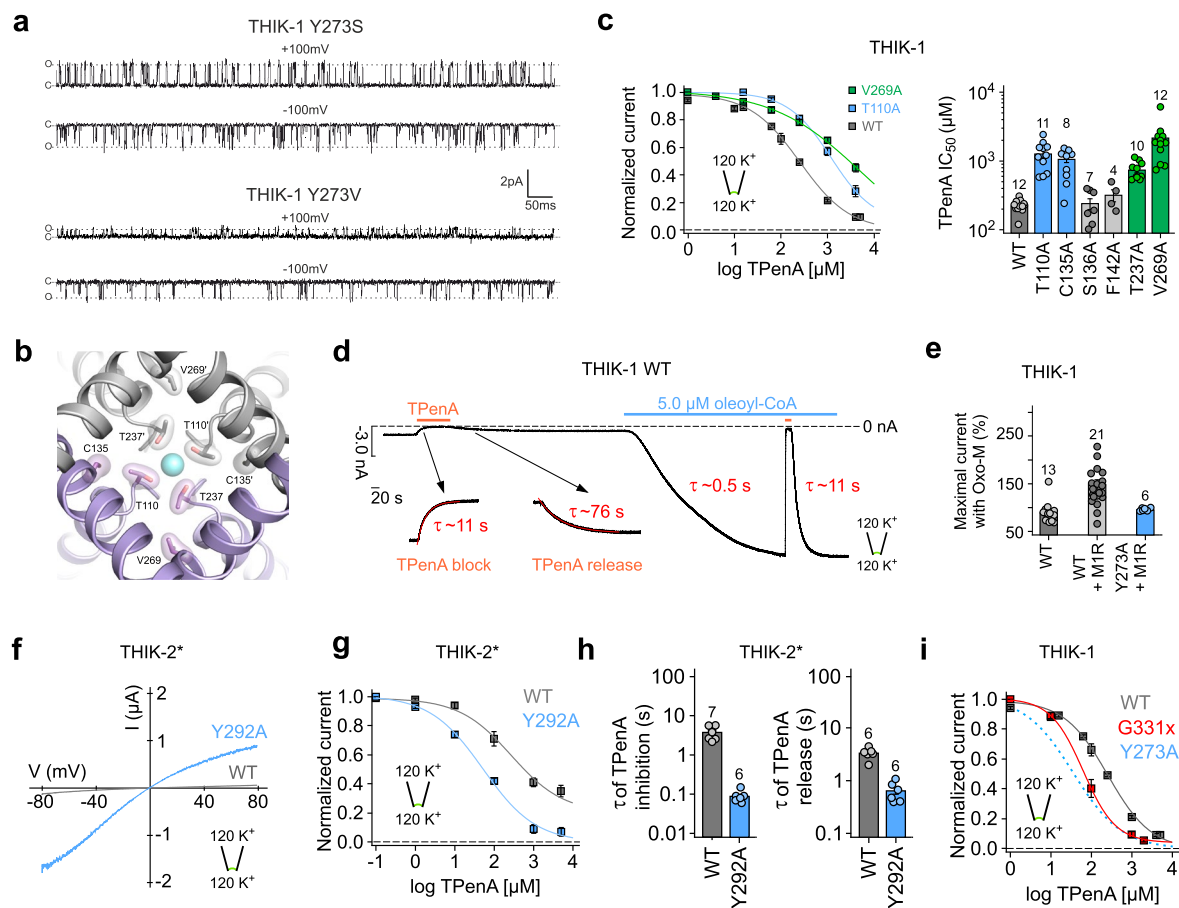 a
THIK-1 Y273S
+100mV
O
C
-100mV
C
O
2pA
50ms
THIK-1 Y273V
+100mV
O
C
-100mV
C
O
b
V269'
T237'
T110'
C135
C135'
T110
T237
V269
c
THIK-1
Normalized current
1.0
0.8
0.6
0.4
0.2
0.0
V269A
T110A
WT
120 K+
120 K+
0 1 2 3 4
log TPenA [µM]
TPenA IC50 (µM)
10^4
10^3
10^2
12 11 8 7 4 10 12
WT
T110A
C135A
S136A
F142A
T237A
V269A
d
THIK-1 WT
TPenA
5.0 µM oleoyl-CoA
0 nA
-3.0 nA
20 s
τ~11 s
τ~76 s
τ~0.5 s
τ~11 s
TPenA block
TPenA release
120 K+
120 K+
e
THIK-1
Maximal current
with Oxo-M (%)
250
150
50
13 21 6
WT
WT
+ M1R
Y273A
+ M1R
f
THIK-2*
I (µA)
2
1
-1
-2
Y292A
WT
V (mV)
-80 -40 40 80
120 K+
120 K+
g
THIK-2*
Normalized current
1.0
0.8
0.6
0.4
0.2
0.0
WT
Y292A
120 K+
120 K+
-1 0 1 2 3 4
log TPenA [µM]
h
THIK-2*
τ of TPenA
inhibition (s)
100
10
1
0.1
0.01
7 6
WT
Y292A
τ of TPenA
release (s)
100
10
1
0.1
6 6
WT
Y292A
i
THIK-1
Normalized current
1.0
0.8
0.6
0.4
0.2
0.0
WT
G331x
Y273A
120 K+
120 K+
0 1 2 3 4
log TPenA [µM]